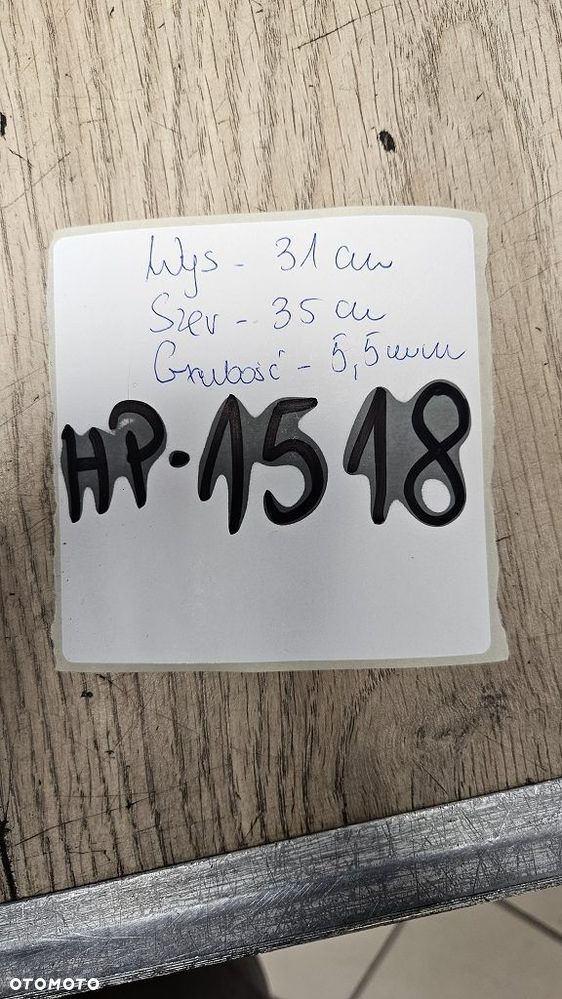 Wys - 31 cm
Szer - 35 cm
Grubość - 5,5 mm
HP-1518
OTOMOTO